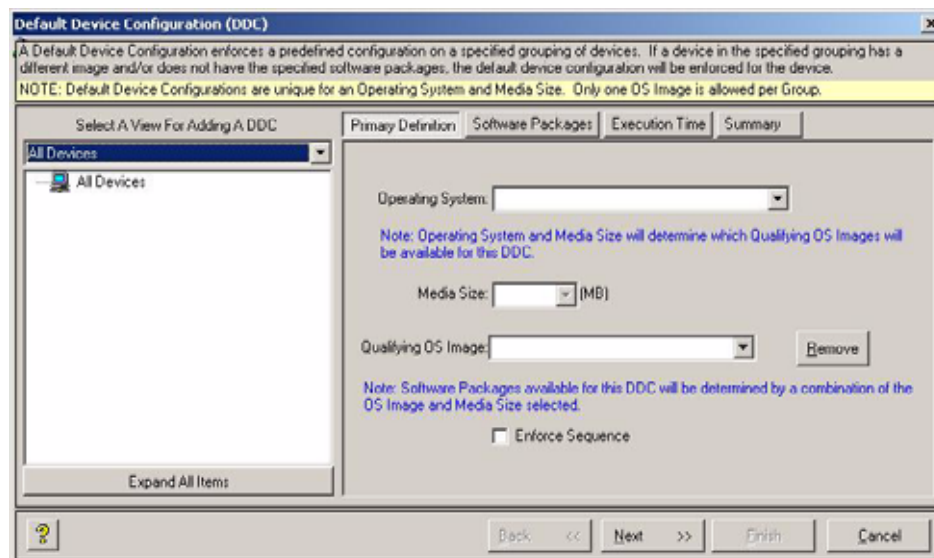 Default Device Configuration (DDC)
A Default Device Configuration enforces a predefined configuration on a specified grouping of devices. If a device in the specified grouping has a
different image and/or does not have the specified software packages, the default device configuration will be enforced for the device.
NOTE: Default Device Configurations are unique for an Operating System and Media Size. Only one OS Image is allowed per Group.
Select A View For Adding A DDC
All Devices
All Devices
Expand All Items
Primary Definition
Software Packages
Execution Time
Summary
Operating System:
Note: Operating System and Media Size will determine which Qualifying OS Images will
be available for this DDC.
Media Size:
(MB)
Qualifying OS Image:
Remove
Note: Software Packages available for this DDC will be determined by a combination of the
OS Image and Media Size selected.
Enforce Sequence
?
Back <<
Next >>
Finish
Cancel